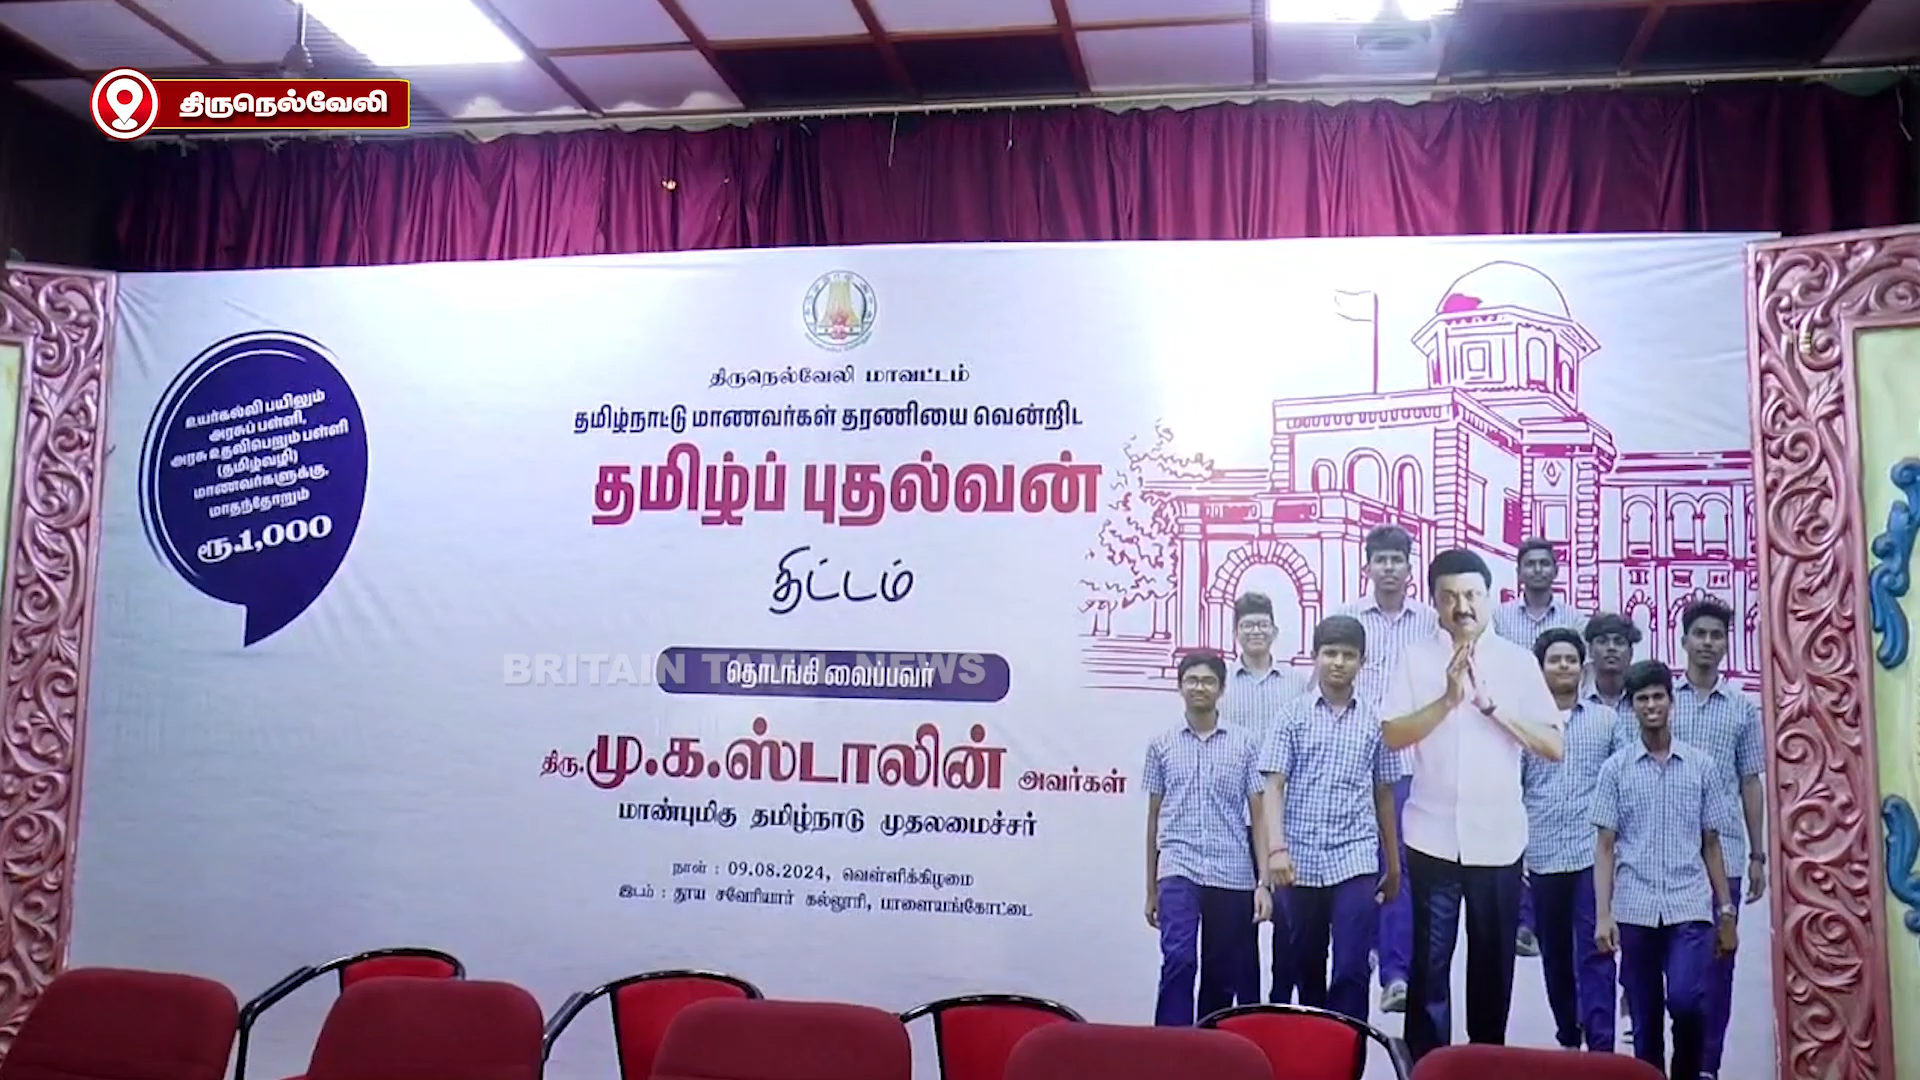 திருநெல்வேலி
உயர்கல்வி பயிலும்
அரசுப் பள்ளி,
அரசு உதவிபெறும் பள்ளி
(தமிழ்வழி)
மாணவர்களுக்கு,
மாதந்தோறும்
ரூ.1,000
திருநெல்வேலி மாவட்டம்
தமிழ்நாட்டு மாணவர்கள் தரணியை வென்றிட
தமிழ்ப் புதல்வன்
திட்டம்
தொடங்கி வைப்பவர்
BRITAIN TAMIL NEWS
திரு.மு.க.ஸ்டாலின் அவர்கள்
மாண்புமிகு தமிழ்நாடு முதலமைச்சர்
நாள் : 09.08.2024, வெள்ளிக்கிழமை
இடம் : தூய சவேரியார் கல்லூரி, பாளையங்கோட்டை